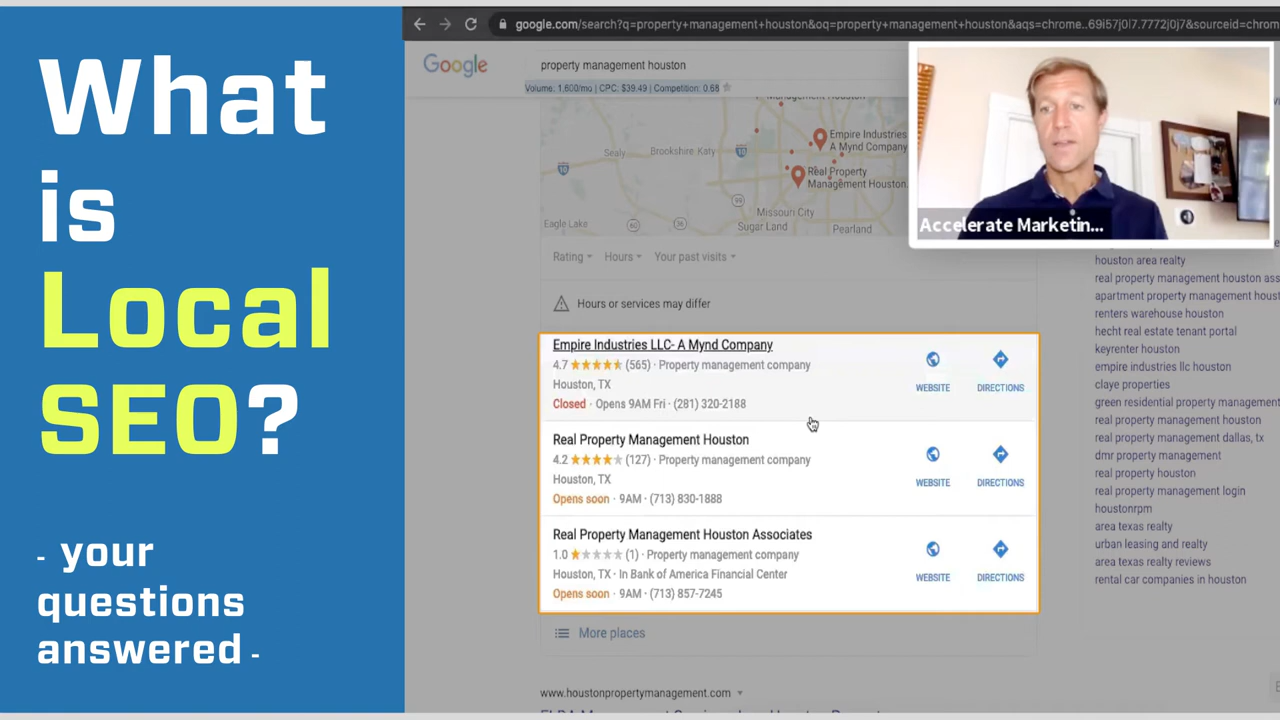 What
is
Local
SEO?
- your
questions
answered -
google.com/search?q=property+management+houston&oq=property+management+houston&aqs=chrome..69i57j0l7.7772j0j7&sourceid=chrom
Google
property management houston
Volume: 1,600/mo | CPC: $39.49 | Competition: 0.68
Management Houston
Empire Industries
A Mynd Company
Sealy
Brookshire
Katy
10
10
Real Property
Management Houston
99
Missouri City
Eagle Lake
60
36
Sugar Land
Pearland
Accelerate Marketin...
Rating
Hours
Your past visits
Hours or services may differ
Empire Industries LLC- A Mynd Company
4.7 (565) · Property management company
Houston, TX
Closed · Opens 9AM Fri · (281) 320-2188
WEBSITE
DIRECTIONS
Real Property Management Houston
4.2 (127) · Property management company
Houston, TX
Opens soon · 9AM · (713) 830-1888
WEBSITE
DIRECTIONS
Real Property Management Houston Associates
1.0 (1) · Property management company
Houston, TX · In Bank of America Financial Center
Opens soon · 9AM · (713) 857-7245
WEBSITE
DIRECTIONS
More places
www.houstonpropertymanagement.com
houston area realty
real property management houston ass
apartment property management houst
renters warehouse houston
hecht real estate tenant portal
keyrenter houston
empire industries llc houston
claye properties
green residential property management
real property management houston
real property management dallas, tx
dmr property management
real property houston
real property management login
houstonrpm
area texas realty
urban leasing and realty
area texas realty reviews
rental car companies in houston